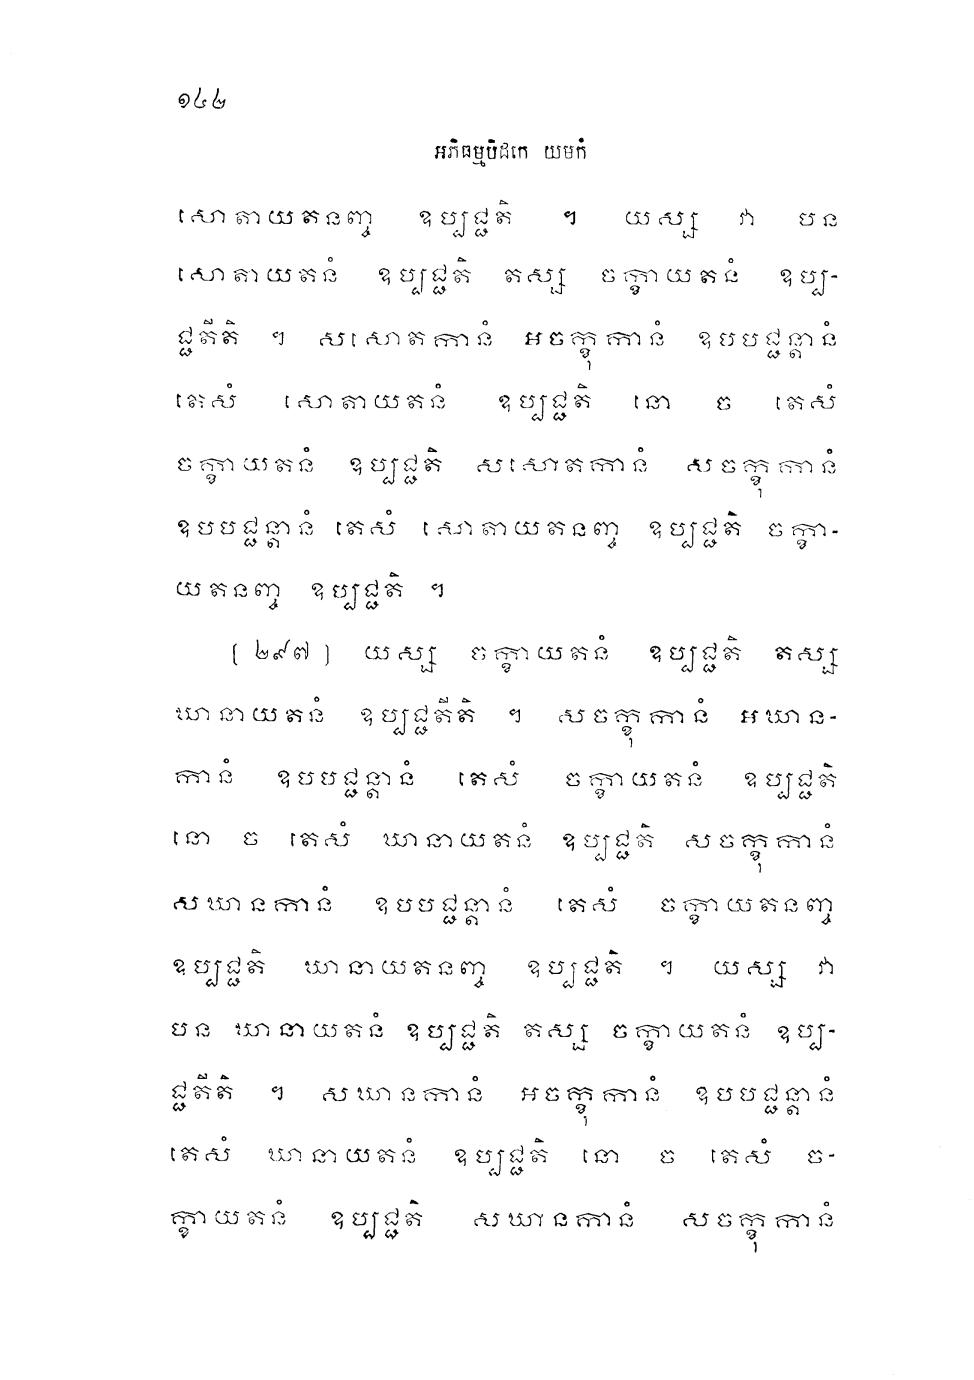 ១៤២
អភិធម្មបិដកេ យមកំ
សោតាយតនញ្ច ឧប្បជ្ជតិ ។ យស្ស វា បន
សោតាយតនំ ឧប្បជ្ជតិ តស្ស ចក្ខាយតនំ ឧប្ប-
ជ្ជតីតិ ។ សសោតកានំ អចក្ខុកានំ ឧបបជ្ជន្តានំ
តេសំ សោតាយតនំ ឧប្បជ្ជតិ នោ ច តេសំ
ចក្ខាយតនំ ឧប្បជ្ជតិ សសោតកានំ សចក្ខុកានំ
ឧបបជ្ជន្តានំ តេសំ សោតាយតនញ្ច ឧប្បជ្ជតិ ចក្ខា-
យតនញ្ច ឧប្បជ្ជតិ ។
[ ២៩៧ ] យស្ស ចក្ខាយតនំ ឧប្បជ្ជតិ តស្ស
ឃានាយតនំ ឧប្បជ្ជតីតិ ។ សចក្ខុកានំ អឃាន-
កានំ ឧបបជ្ជន្តានំ តេសំ ចក្ខាយតនំ ឧប្បជ្ជតិ
នោ ច តេសំ ឃានាយតនំ ឧប្បជ្ជតិ សចក្ខុកានំ
សឃានកានំ ឧបបជ្ជន្តានំ តេសំ ចក្ខាយតនញ្ច
ឧប្បជ្ជតិ ឃានាយតនញ្ច ឧប្បជ្ជតិ ។ យស្ស វា
បន ឃានាយតនំ ឧប្បជ្ជតិ តស្ស ចក្ខាយតនំ ឧប្ប-
ជ្ជតីតិ ។ សឃានកានំ អចក្ខុកានំ ឧបបជ្ជន្តានំ
តេសំ ឃានាយតនំ ឧប្បជ្ជតិ នោ ច តេសំ ច-
ក្ខាយតនំ ឧប្បជ្ជតិ សឃានកានំ សចក្ខុកានំ